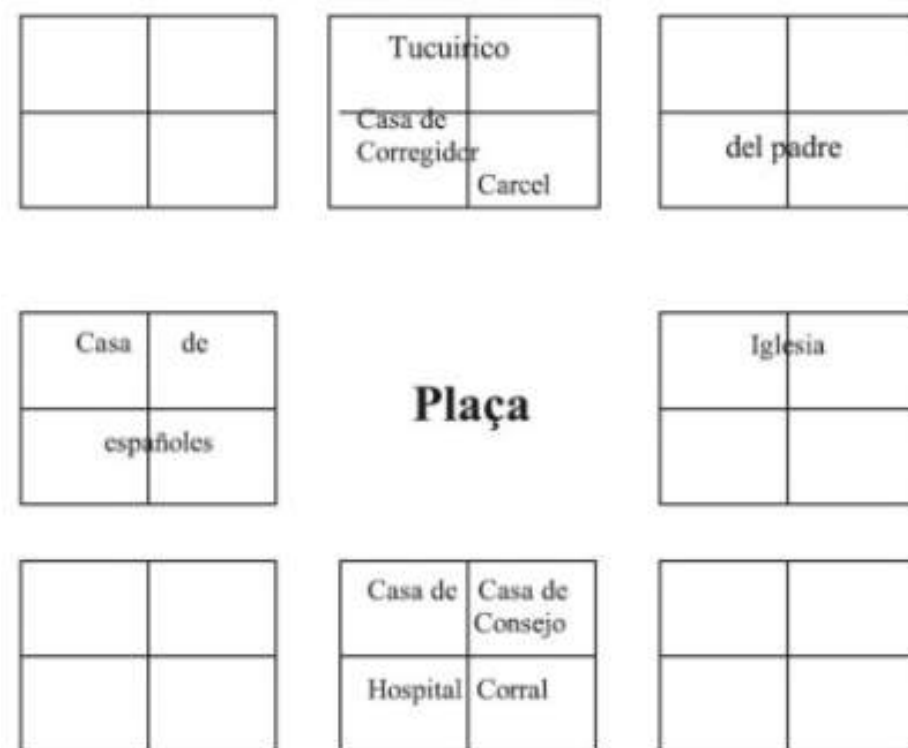 Tucuirico
Casa de
Corregidor
Carcel
del padre
Casa de
españoles
Plaça
Iglesia
Casa de
Casa de
Consejo
Hospital
Corral